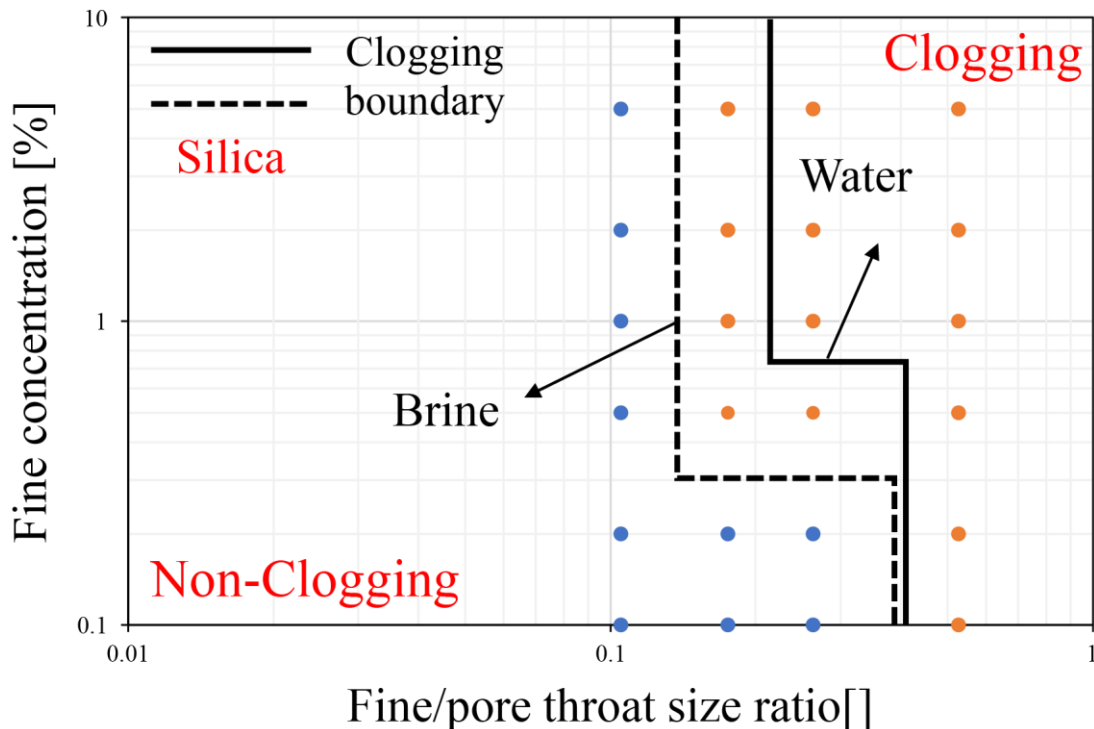 10
Clogging
boundary
Clogging
Silica
Water
1
Brine
Non-Clogging
0.1
0.01
0.1
1
Fine concentration [%]
Fine/pore throat size ratio[]